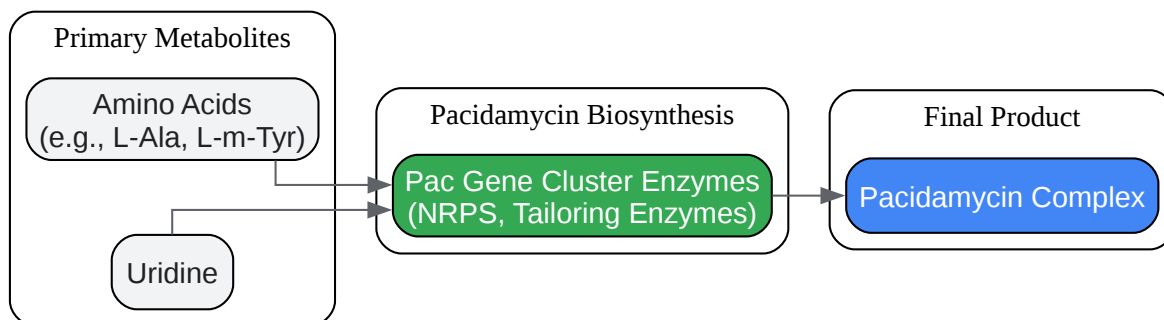 Primary Metabolites
Amino Acids
(e.g., L-Ala, L-m-Tyr)
Uridine
Pacidamycin Biosynthesis
Pac Gene Cluster Enzymes
(NRPS, Tailoring Enzymes)
Final Product
Pacidamycin Complex